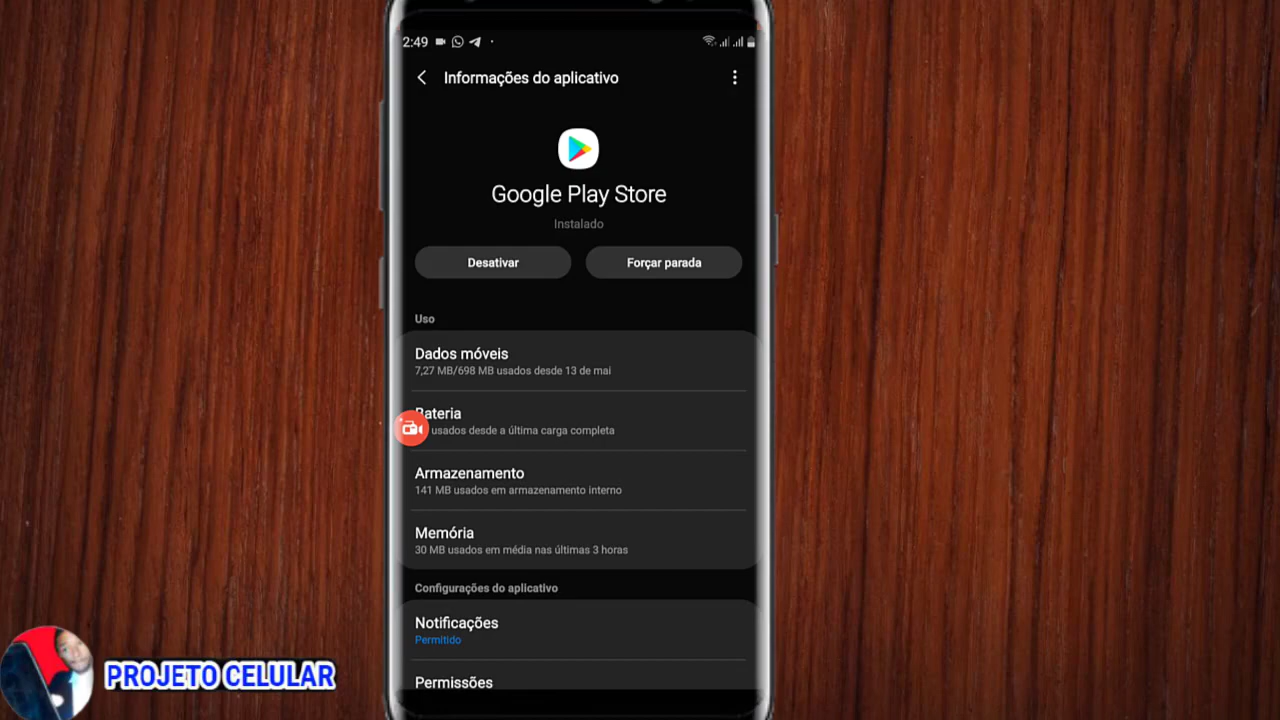 2:49
Informações do aplicativo
Google Play Store
Instalado
Desativar
Forçar parada
Uso
Dados móveis
7,27 MB/698 MB usados desde 13 de mai
Bateria
usados desde a última carga completa
Armazenamento
141 MB usados em armazenamento interno
Memória
30 MB usados em média nas últimas 3 horas
Configurações do aplicativo
Notificações
Permitido
Permissões
PROJETO CELULAR